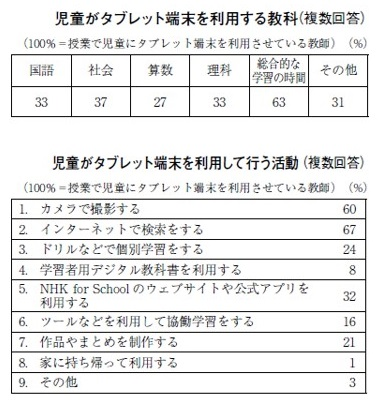 児童がタブレット端末を利用する教科(複数回答)
(100%＝授業で児童にタブレット端末を利用させている教師) (%)
国語 社会 算数 理科 総合的な学習の時間 その他
33 37 27 33 63 31
児童がタブレット端末を利用して行う活動(複数回答)
(100%＝授業で児童にタブレット端末を利用させている教師) (%)
1. カメラで撮影する 60
2. インターネットで検索をする 67
3. ドリルなどで個別学習をする 24
4. 学習者用デジタル教科書を利用する 8
5. NHK for Schoolのウェブサイトや公式アプリを
利用する 32
6. ツールなどを利用して協働学習をする 16
7. 作品やまとめを制作する 21
8. 家に持ち帰って利用する 1
9. その他 3